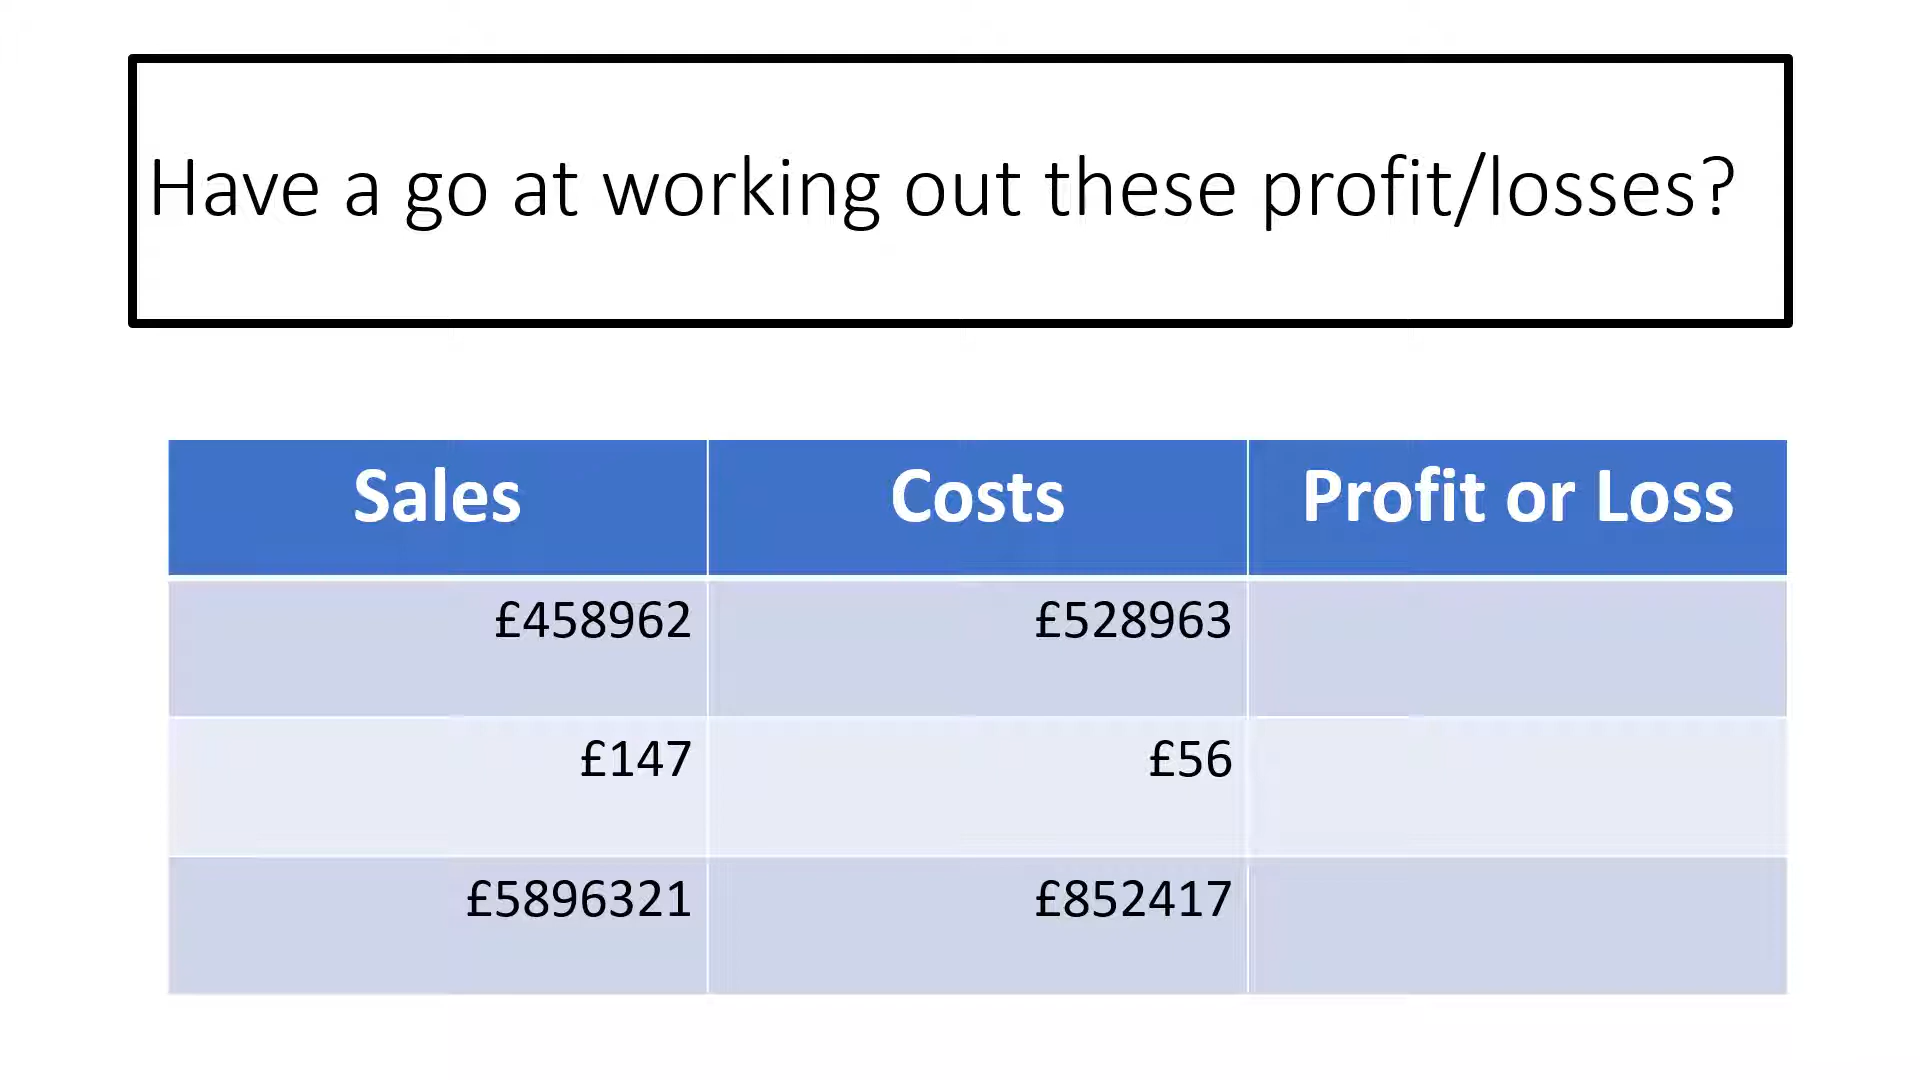 Have a go at working out these profit/losses?
Sales Costs Profit or Loss
£458962 £528963
£147 £56
£5896321 £852417